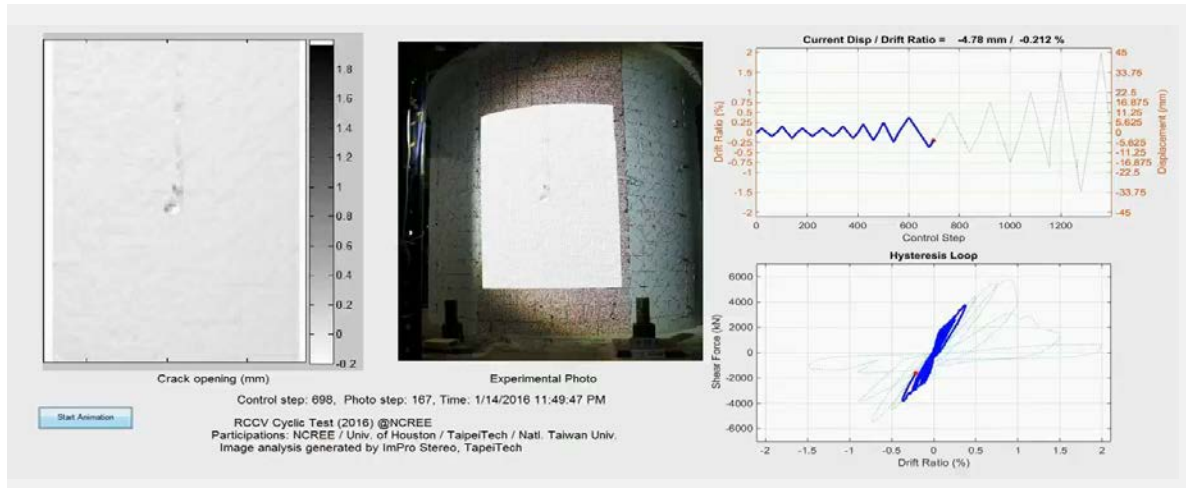 1.8
1.6
1.4
1.2
1
0.8
0.6
0.4
0.2
0
-0.2
Crack opening (mm)
Experimental Photo
Current Disp / Drift Ratio = -4.78 mm / -0.212 %
2
1.5
1
0.75
0.5
0.25
0
-0.25
-0.5
-0.75
-1
-1.5
-2
Drift Ratio (%)
45
33.75
22.5
16.875
11.25
5.625
0
-5.625
-11.25
-16.875
-22.5
-33.75
-45
Displacement (mm)
0 200 400 600 800 1000 1200
Control Step
Hysteresis Loop
6000
4000
2000
0
-2000
-4000
-6000
Shear Force (kN)
-2 -1.5 -1 -0.5 0 0.5 1 1.5 2
Drift Ratio (%)
Control step: 698, Photo step: 167, Time: 1/14/2016 11:49:47 PM
Start Animation
RCCV Cyclic Test (2016) @NCREE
Participations: NCREE / Univ. of Houston / TaipeiTech / Natl. Taiwan Univ.
Image analysis generated by ImPro Stereo, TapeiTech